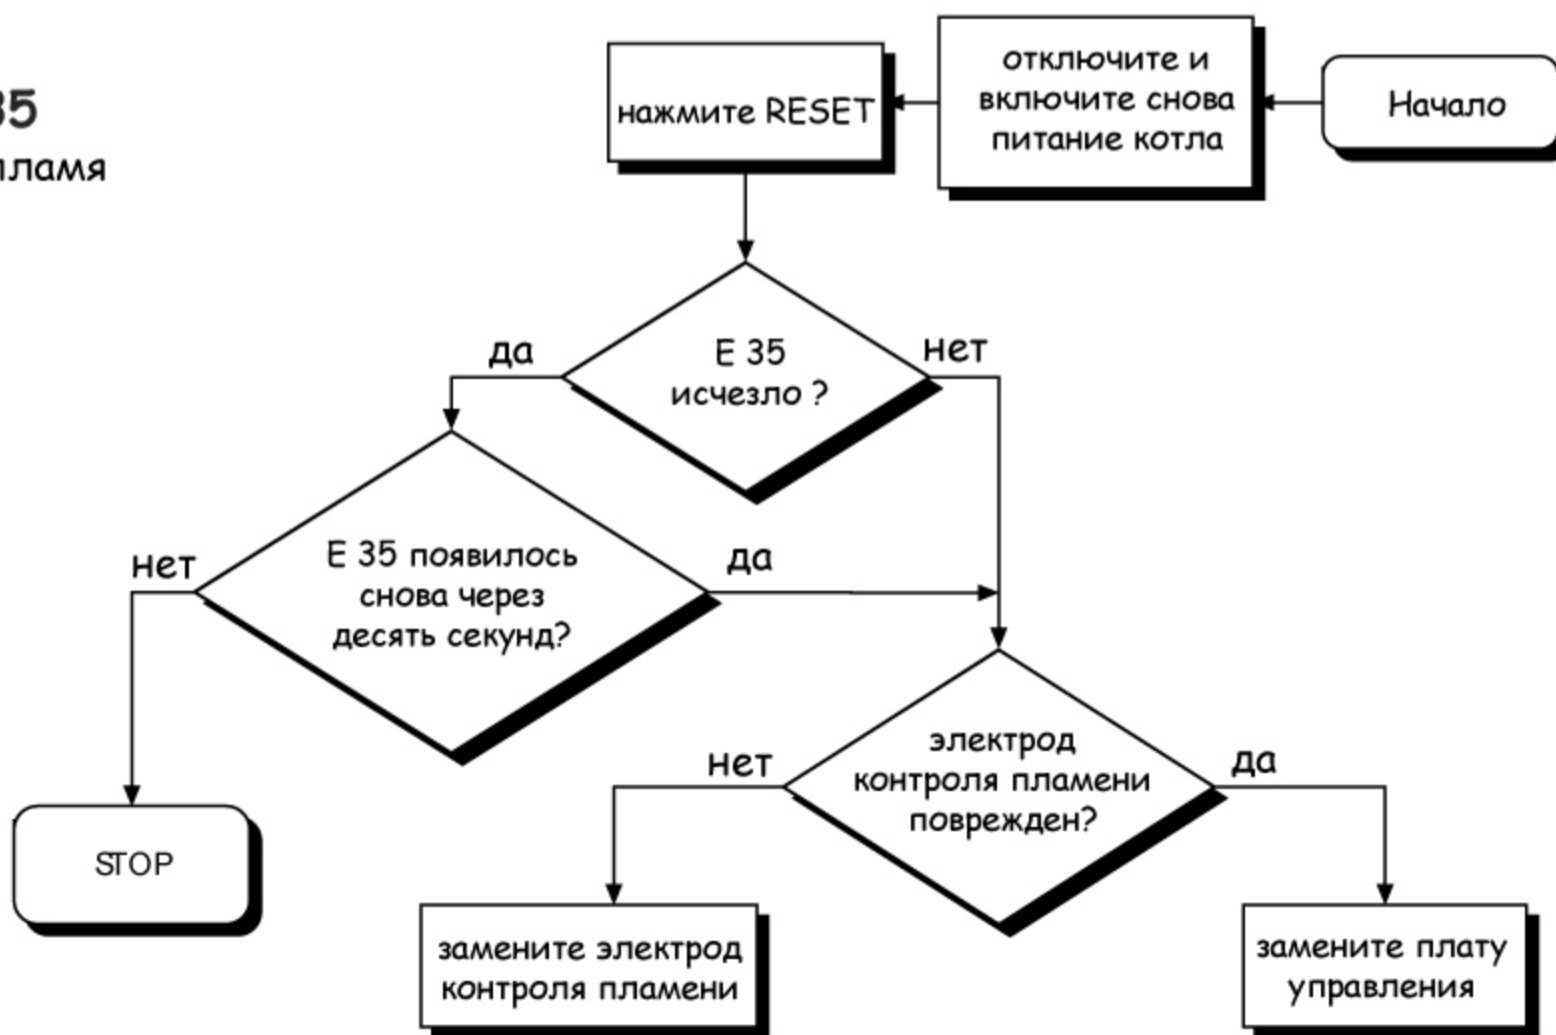 35
пламя
Начало
отключите и
включите снова
питание котла
нажмите RESET
E 35
исчезло ?
да
нет
E 35 появилось
снова через
десять секунд?
нет
да
STOP
электрод
контроля пламени
поврежден?
нет
да
замените электрод
контроля пламени
замените плату
управления